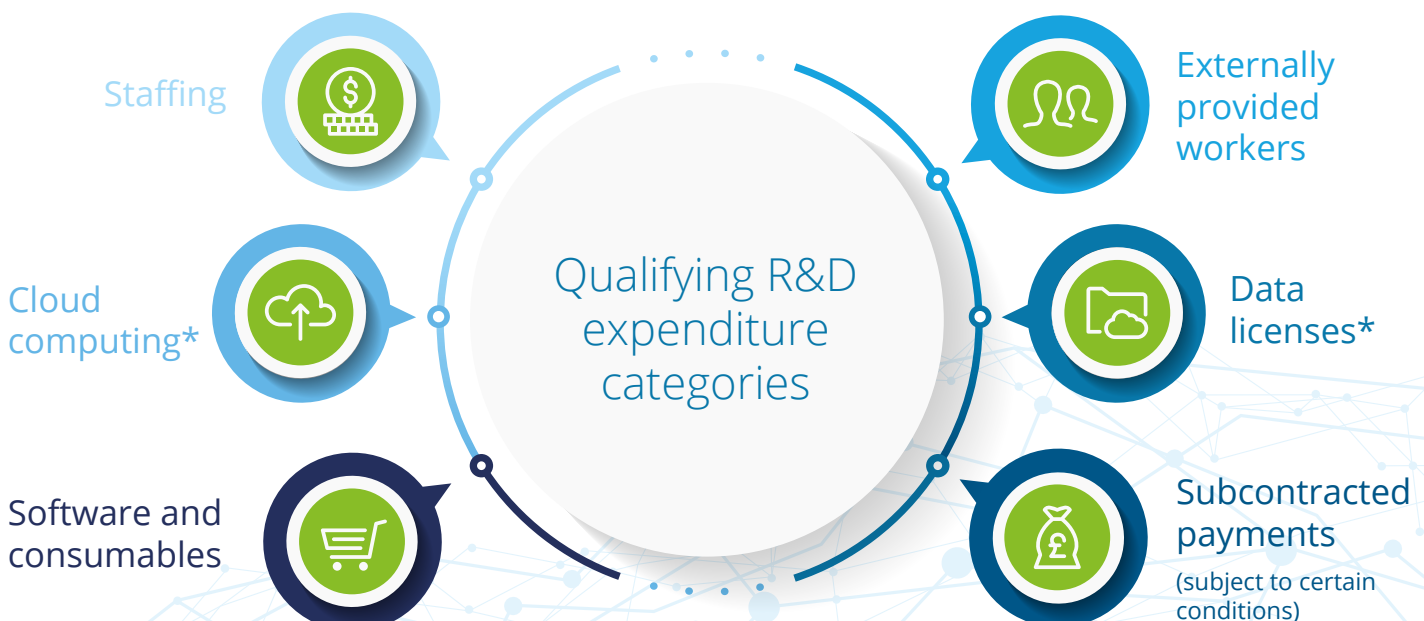 Staffing
Cloud
computing*
Software and
consumables
Qualifying R&D
expenditure
categories
Externally
provided
workers
Data
licenses*
Subcontracted
payments
(subject to certain
conditions)
$
£